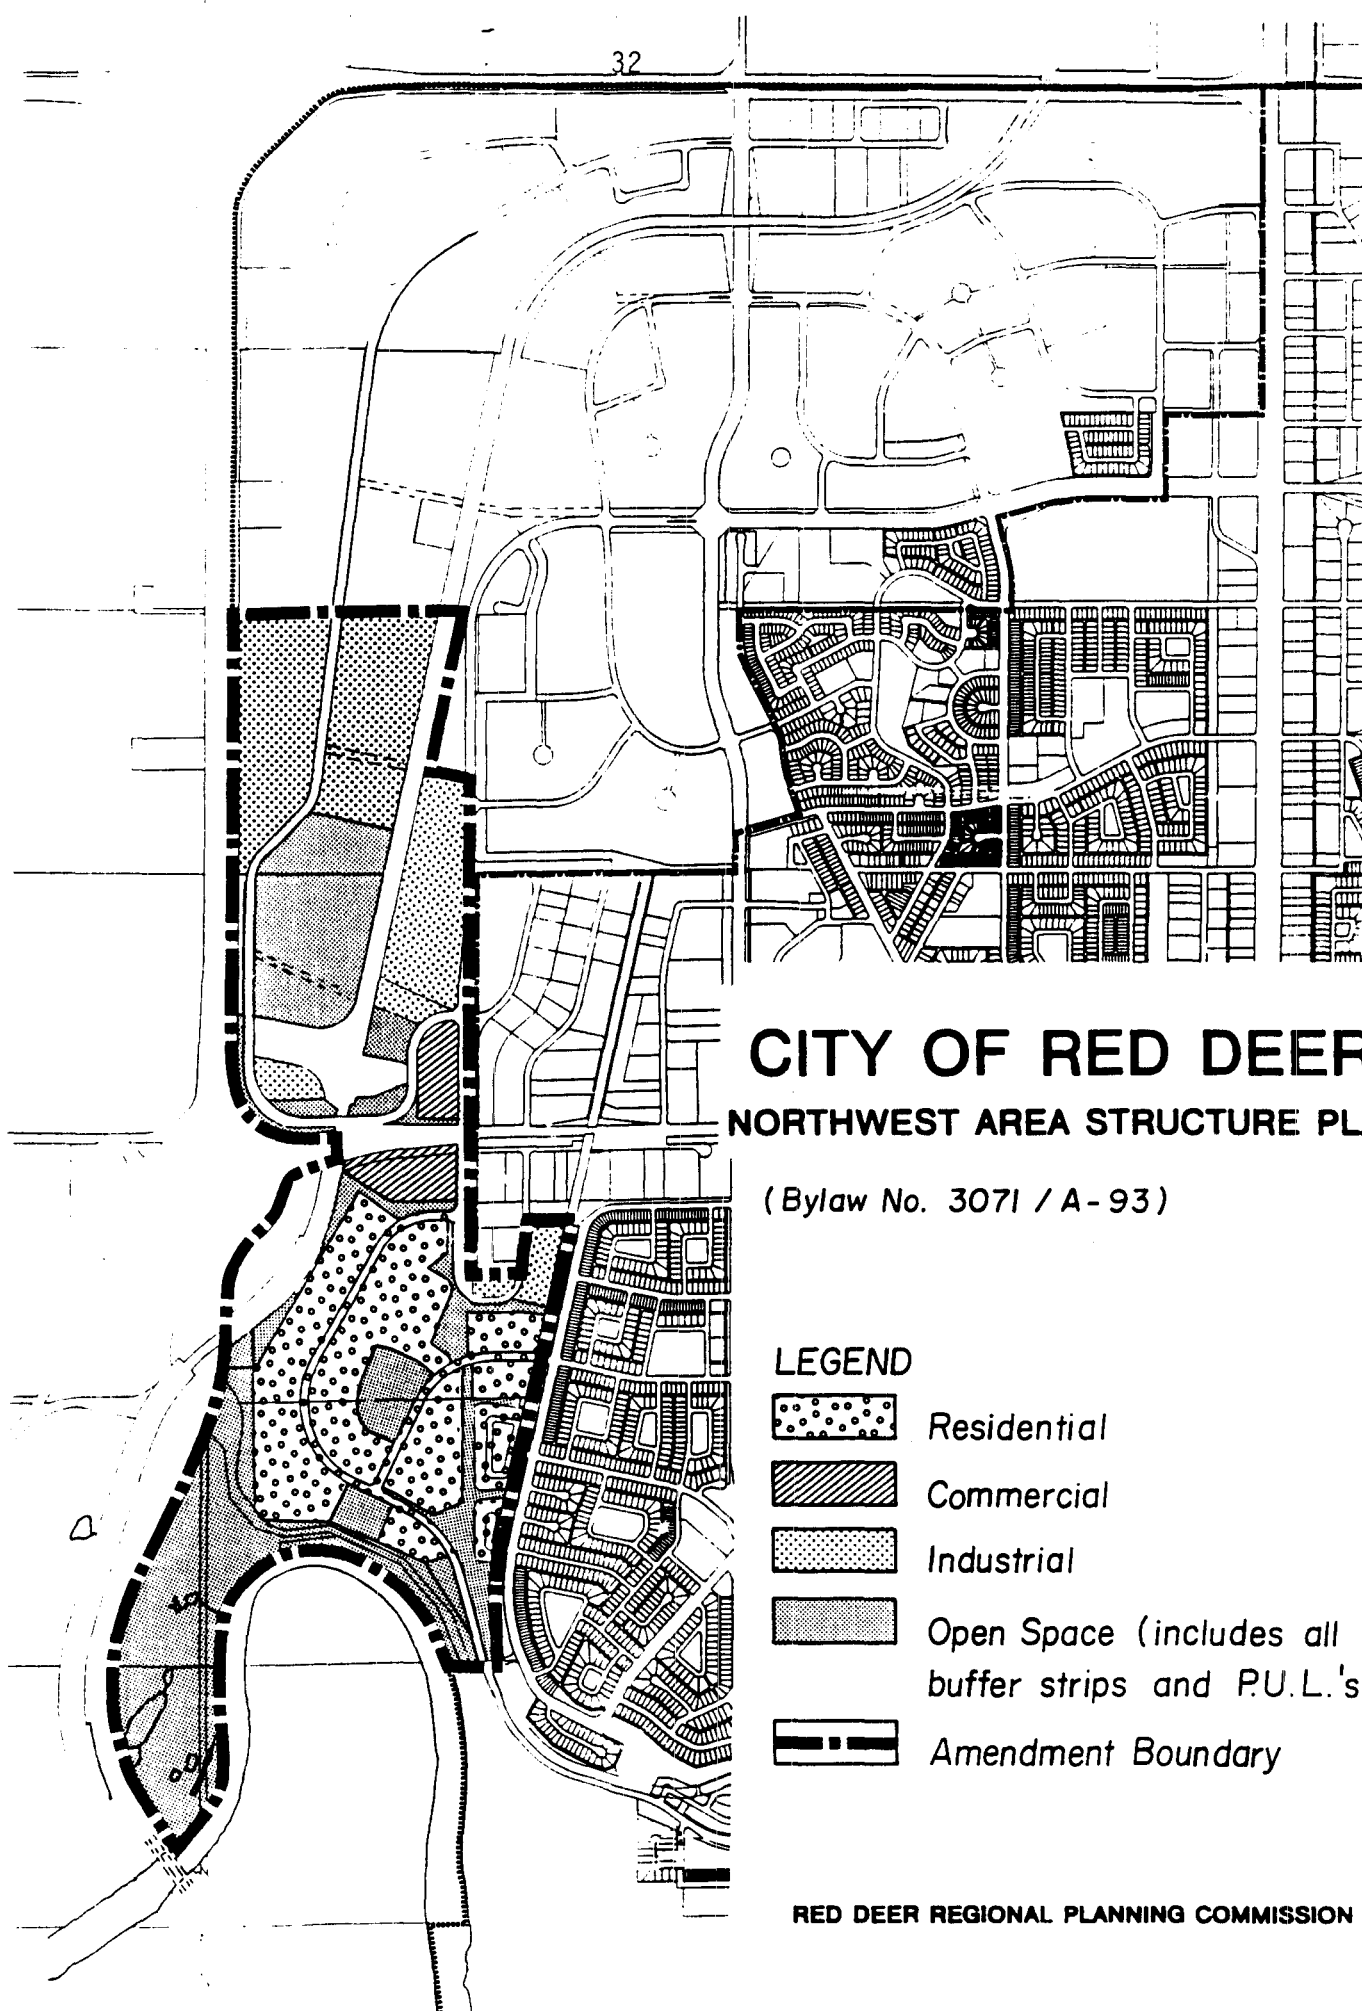 32
CITY OF RED DEER
NORTHWEST AREA STRUCTURE PL
(Bylaw No. 3071 / A-93)
LEGEND
Residential
Commercial
Industrial
Open Space (includes all
buffer strips and P.U.L.'s
Amendment Boundary
RED DEER REGIONAL PLANNING COMMISSION